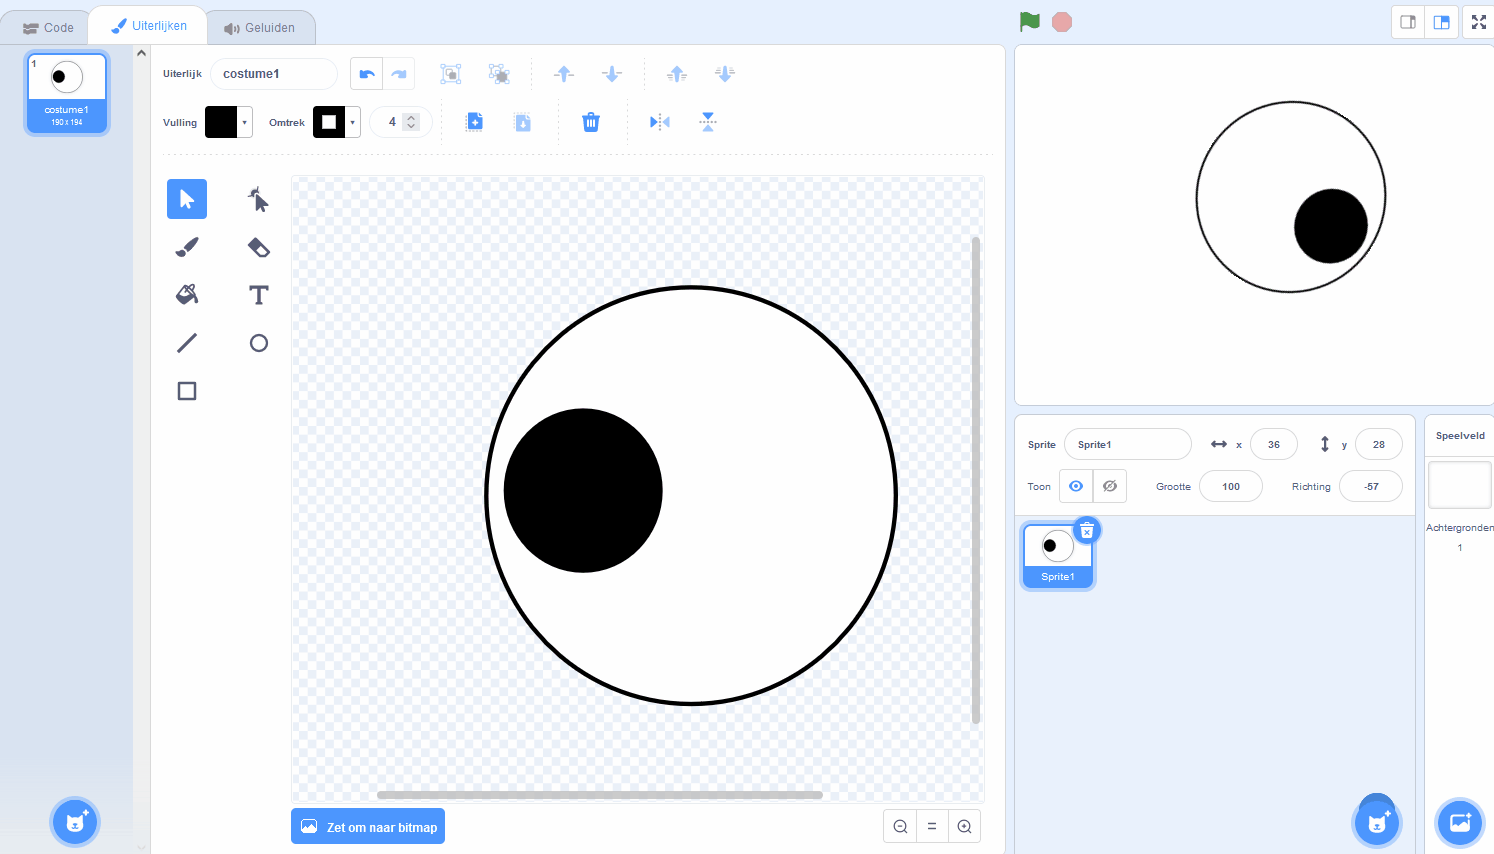 Code
Uiterlijken
Geluiden
1
costume1
190 x 194
Uiterlijk
costume1
Vulling
Omtrek
4
T
Zet om naar bitmap
=
Sprite
Sprite1
x
36
y
28
Toon
Grootte
100
Richting
-57
Sprite1
Speelveld
Achtergronden
1